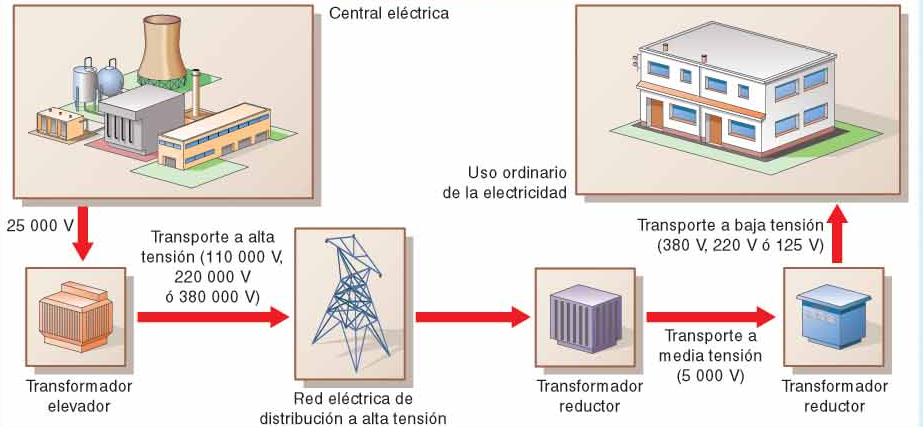 Central eléctrica
Uso ordinario
de la electricidad
25 000 V
Transporte a alta
tensión (110 000 V,
220 000 V
ó 380 000 V)
Transporte a baja tensión
(380 V, 220 V ó 125 V)
Transporte a
media tensión
(5 000 V)
Transformador
elevador
Red eléctrica de
distribución a alta tensión
Transformador
reductor
Transformador
reductor